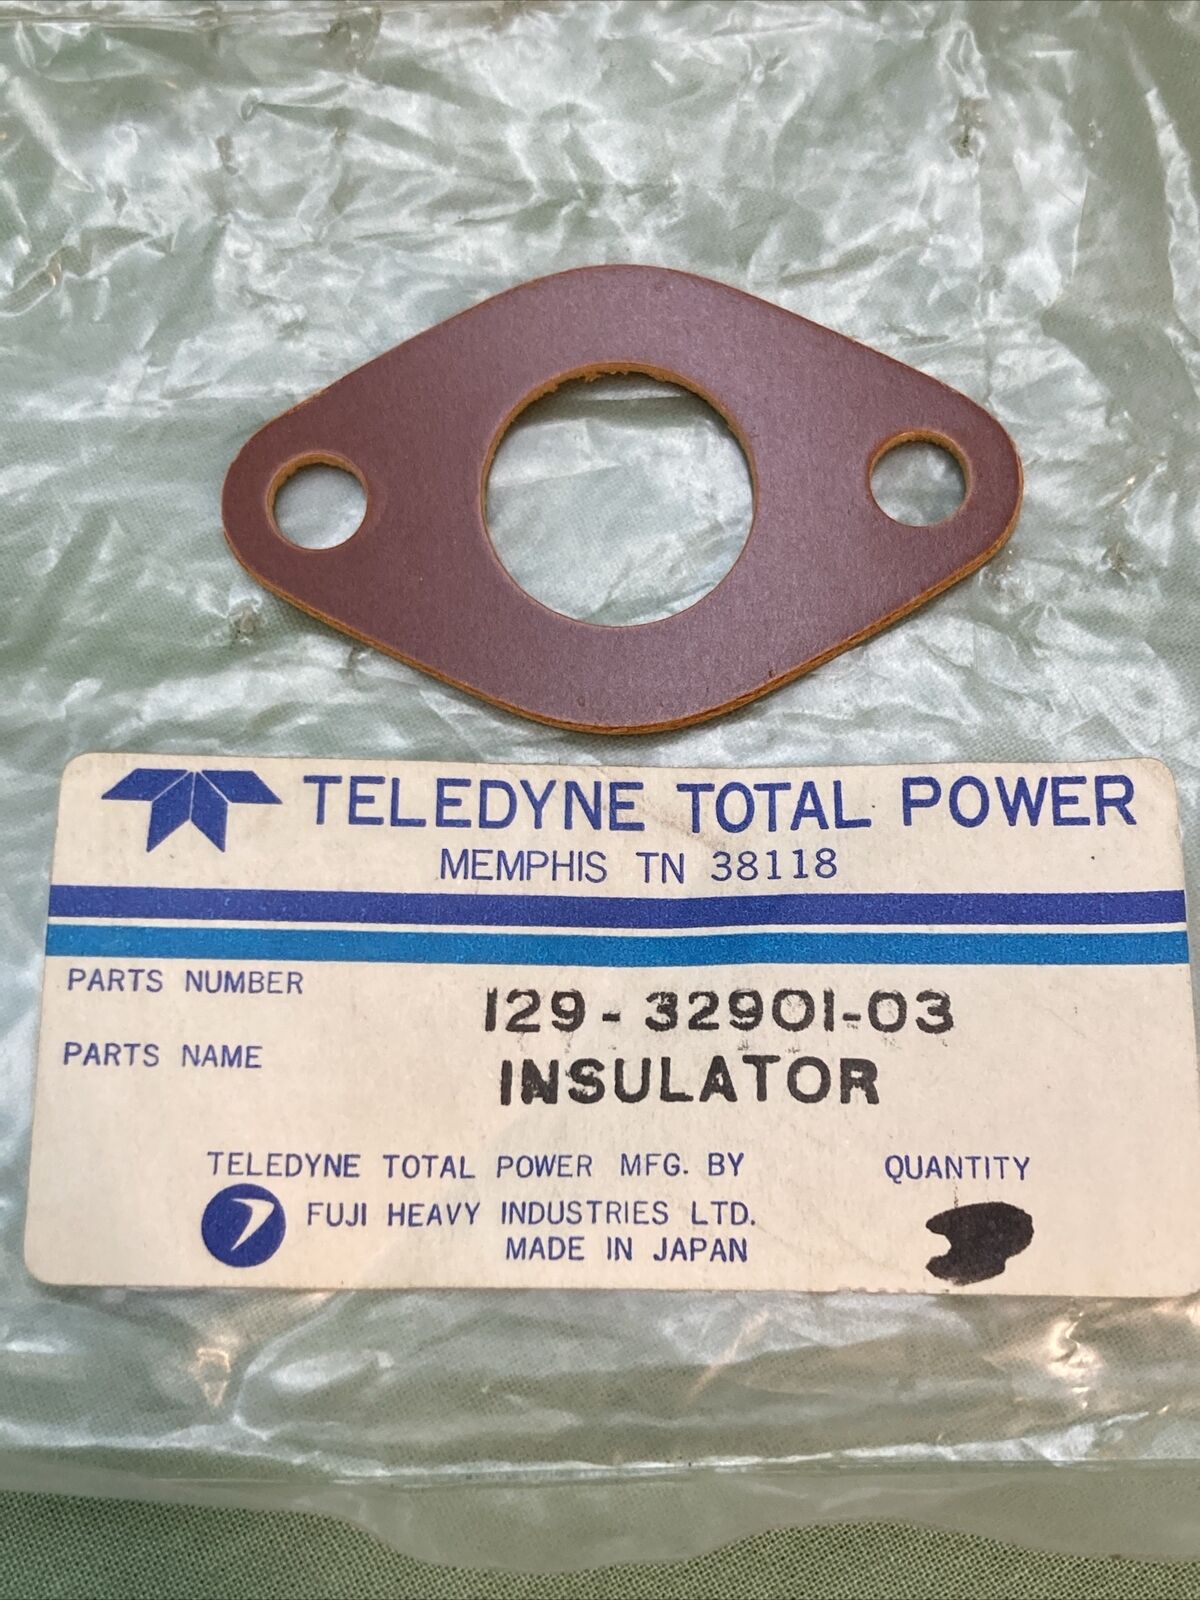 TELEDYNE TOTAL POWER
MEMPHIS TN 38118
PARTS NUMBER 129-32901-03
PARTS NAME INSULATOR
TELEDYNE TOTAL POWER MFG. BY QUANTITY
FUJI HEAVY INDUSTRIES LTD.
MADE IN JAPAN